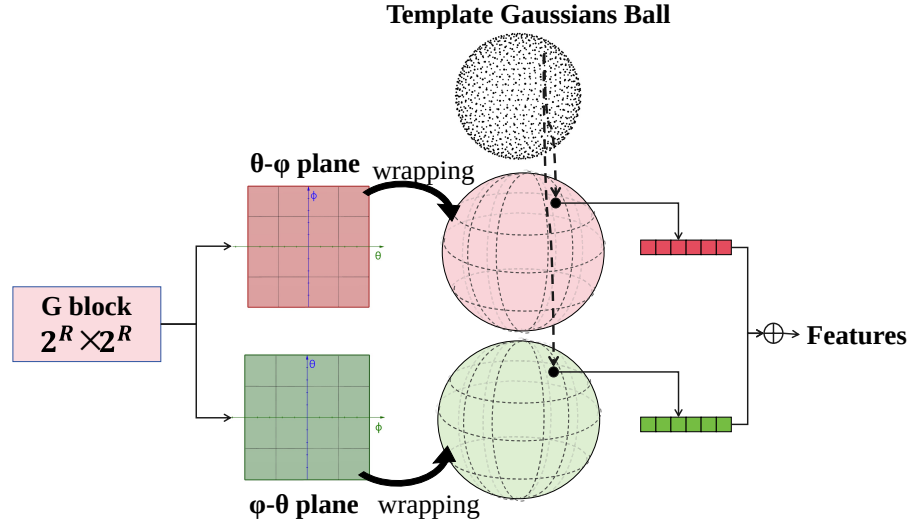 Template Gaussians Ball
θ-φ plane
wrapping
ϕ
θ
G block
2^R × 2^R
Features
θ
ϕ
φ-θ plane
wrapping